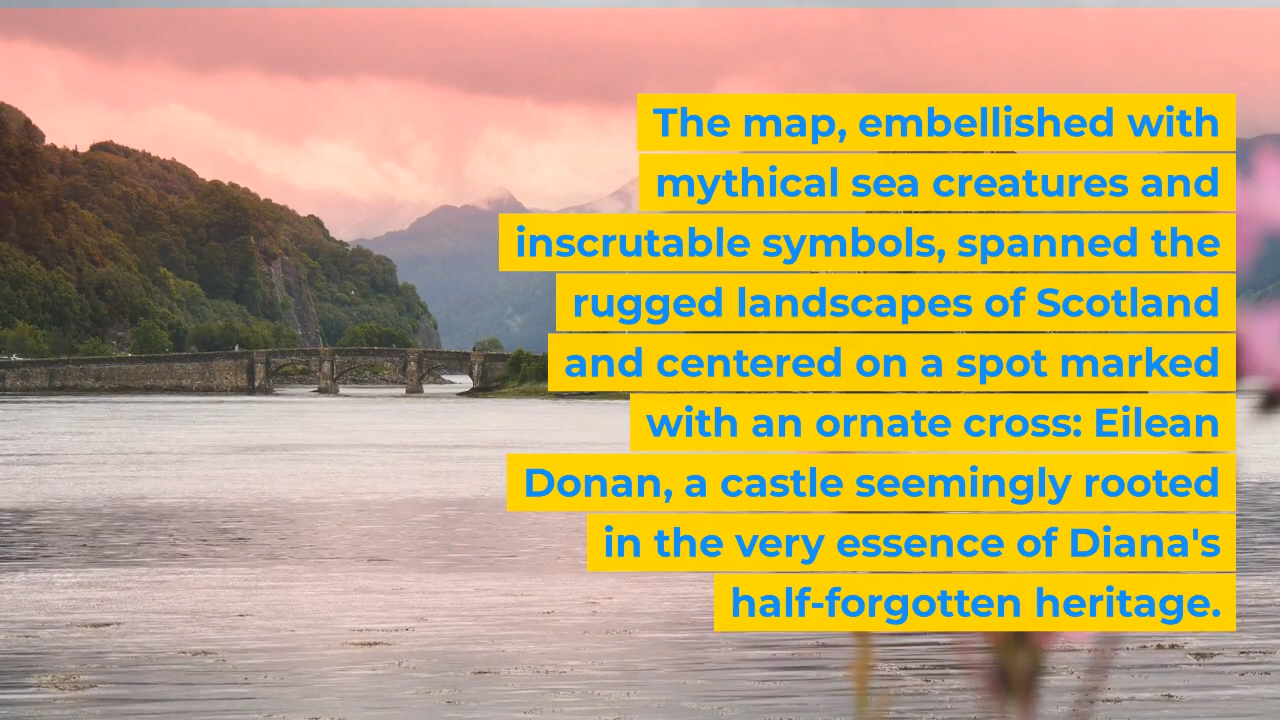 The map, embellished with
mythical sea creatures and
inscrutable symbols, spanned the
rugged landscapes of Scotland
and centered on a spot marked
with an ornate cross: Eilean
Donan, a castle seemingly rooted
in the very essence of Diana's
half-forgotten heritage.